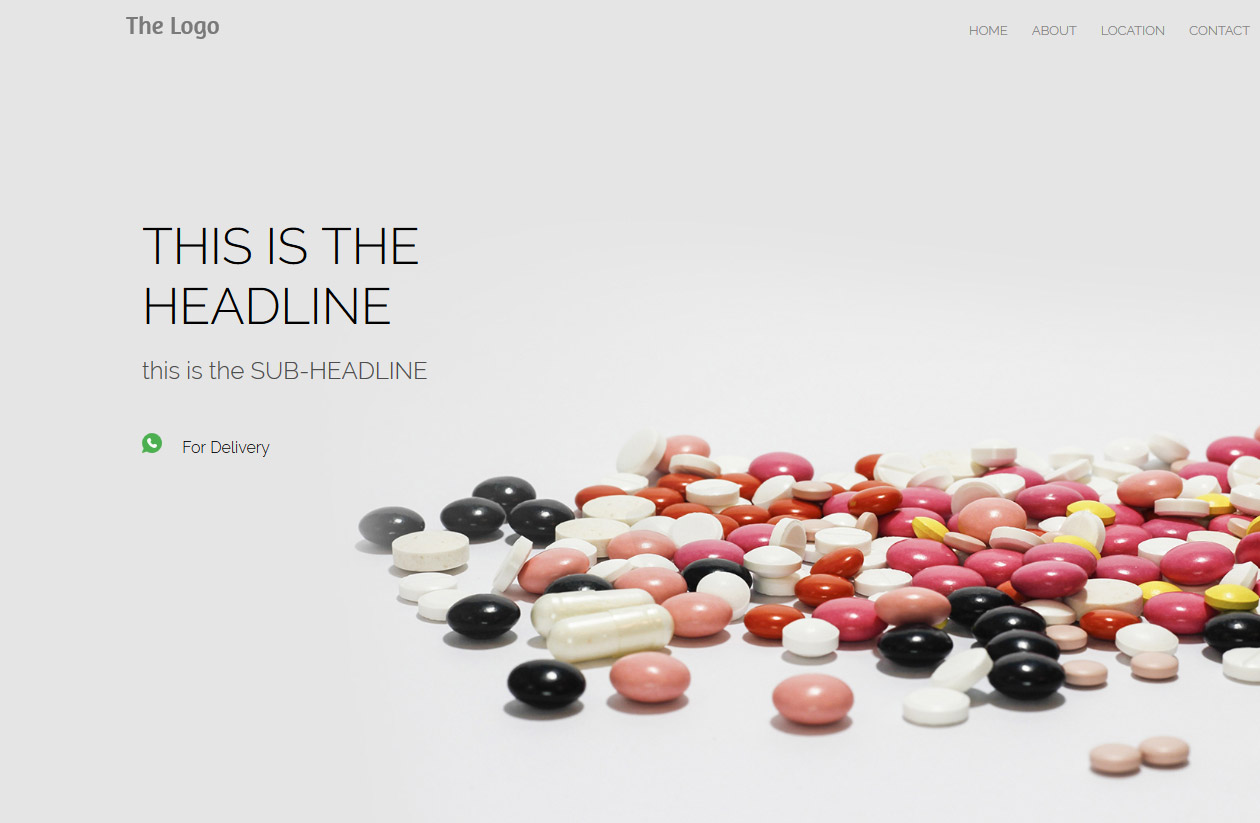 The Logo
HOME ABOUT LOCATION CONTACT
THIS IS THE
HEADLINE
this is the SUB-HEADLINE
For Delivery